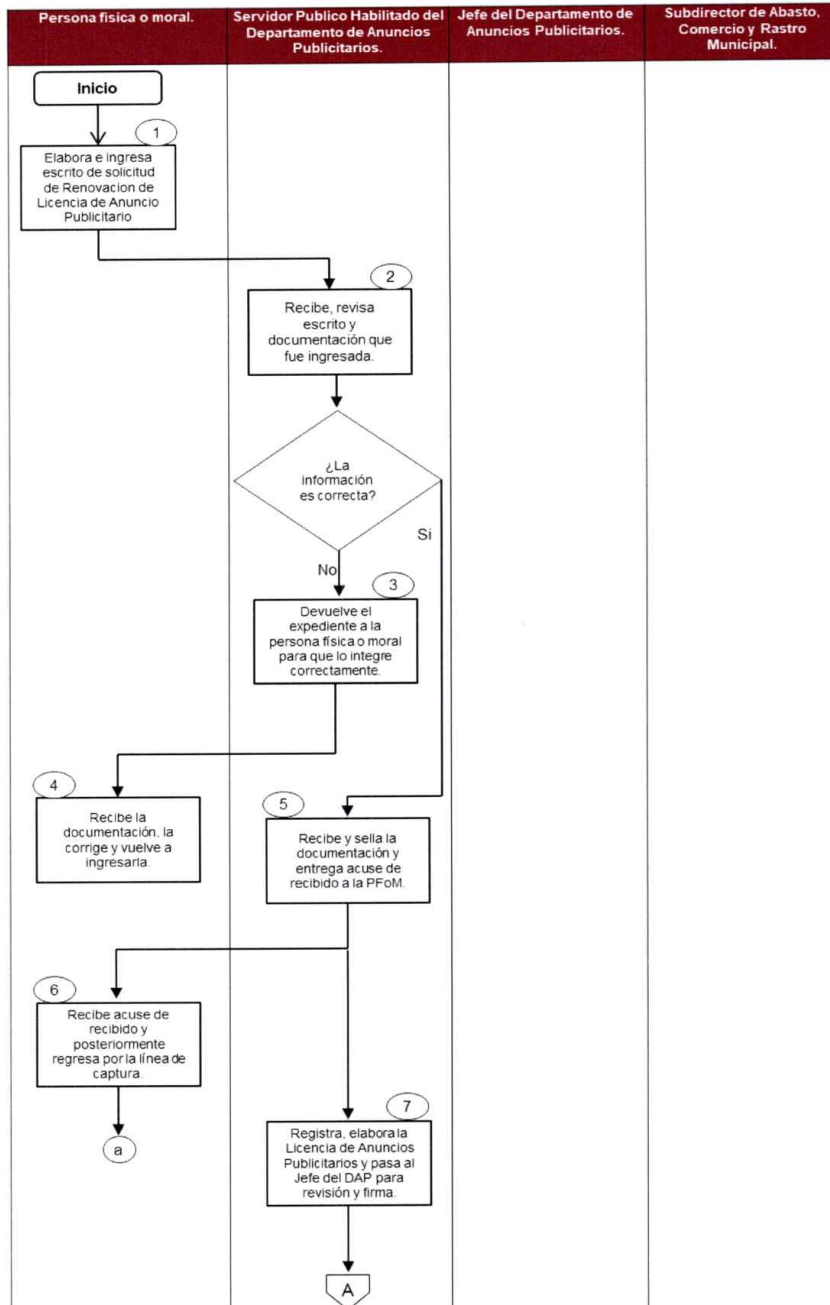 Persona física o moral.
Servidor Publico Habilitado del
Departamento de Anuncios
Publicitarios.
Jefe del Departamento de
Anuncios Publicitarios.
Subdirector de Abasto,
Comercio y Rastro
Municipal.
Inicio
1
Elabora e ingresa
escrito de solicitud
de Renovacion de
Licencia de Anuncio
Publicitario
2
Recibe, revisa
escrito y
documentación que
fue ingresada.
¿La
información
es correcta?
Si
No
3
Devuelve el
expediente a la
persona física o moral
para que lo integre
correctamente.
4
Recibe la
documentación, la
corrige y vuelve a
ingresarla.
5
Recibe y sella la
documentación y
entrega acuse de
recibido a la PFoM.
6
Recibe acuse de
recibido y
posteriormente
regresa por la línea de
captura.
a
7
Registra, elabora la
Licencia de Anuncios
Publicitarios y pasa al
Jefe del DAP para
revisión y firma.
A